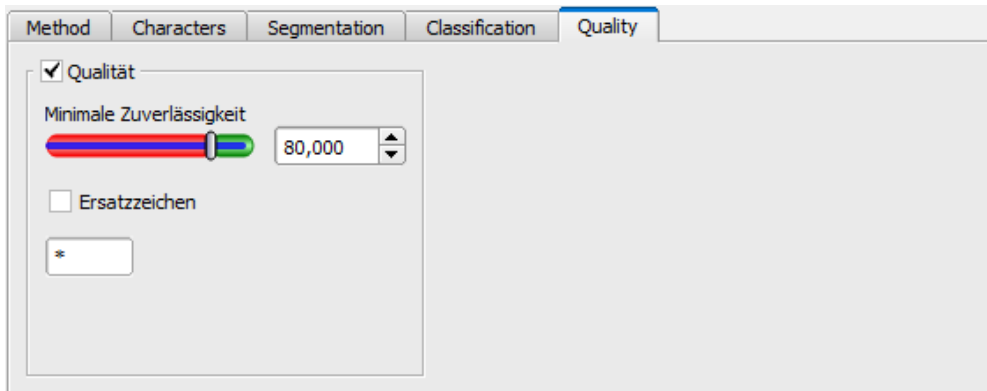 Method Characters Segmentation Classification Quality
Qualität
Minimale Zuverlässigkeit
80,000
Ersatzzeichen
*